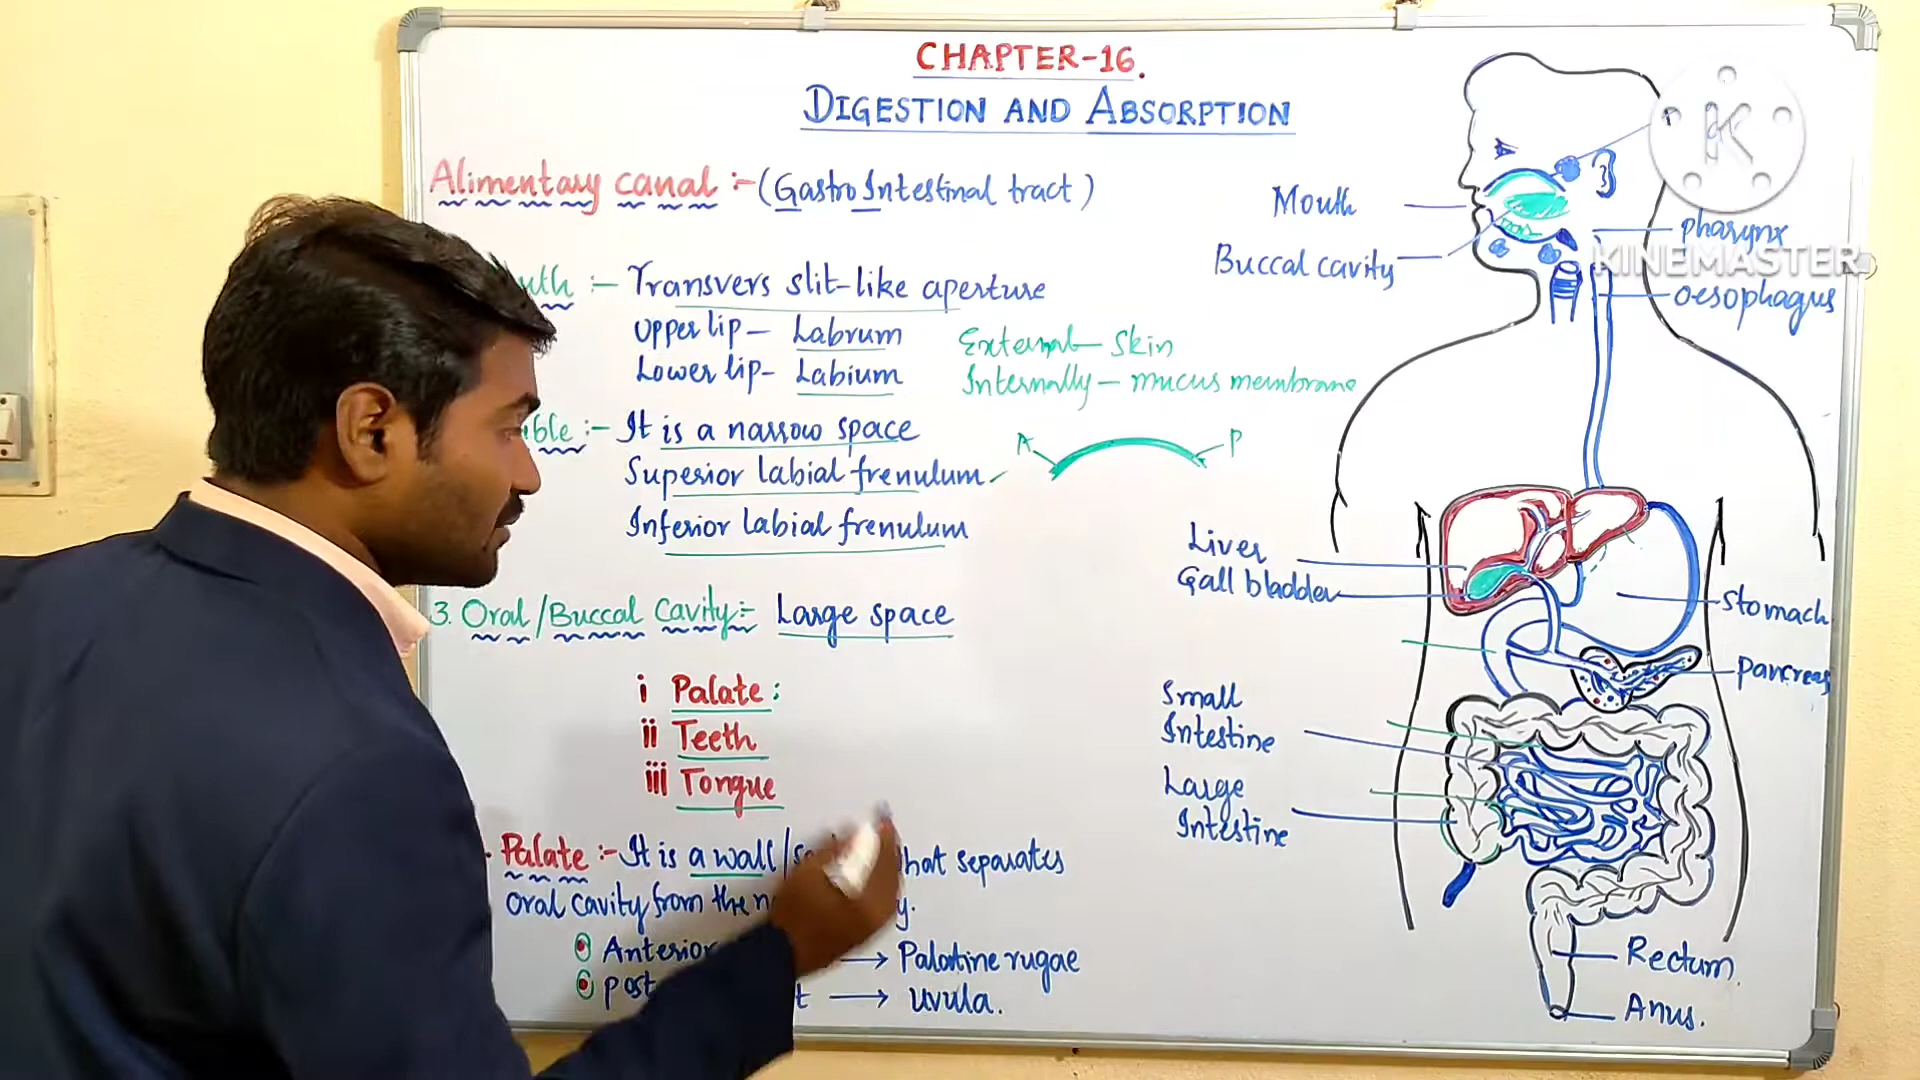 CHAPTER-16.
DIGESTION AND ABSORPTION
Alimentary canal :- (Gastro Intestinal tract)
:- Transvers slit-like aperture
Upper lip - Labrum
Lower lip - Labium
External - Skin
Internally - mucus membrane
:- It is a narrow space
Superior labial frenulum
Inferior labial frenulum
A
P
3. Oral/Buccal Cavity:- Large space
i Palate:
ii Teeth
iii Tongue
Palate :- It is a wall/ that separates
oral cavity from the
Anterior → Palatine rugae
→ Uvula.
Mouth
Buccal cavity
pharynx
oesophagus
Liver
Gall bladder
Stomach
pancreas
Small
Intestine
Large
Intestine
Rectum.
Anus.
K
KINEMASTER